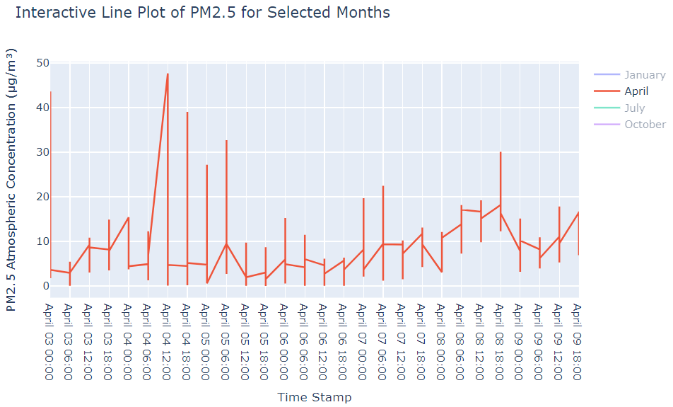 Interactive Line Plot of PM2.5 for Selected Months
PM2.5 Atmospheric Concentration (μg/m³)
50
40
30
20
10
0
January
April
July
October
April 03 00:00
April 03 06:00
April 03 12:00
April 03 18:00
April 04 00:00
April 04 06:00
April 04 12:00
April 04 18:00
April 05 00:00
April 05 06:00
April 05 12:00
April 05 18:00
April 06 00:00
April 06 06:00
April 06 12:00
April 06 18:00
April 07 00:00
April 07 06:00
April 07 12:00
April 07 18:00
April 08 00:00
April 08 06:00
April 08 12:00
April 08 18:00
April 09 00:00
April 09 06:00
April 09 12:00
April 09 18:00
Time Stamp